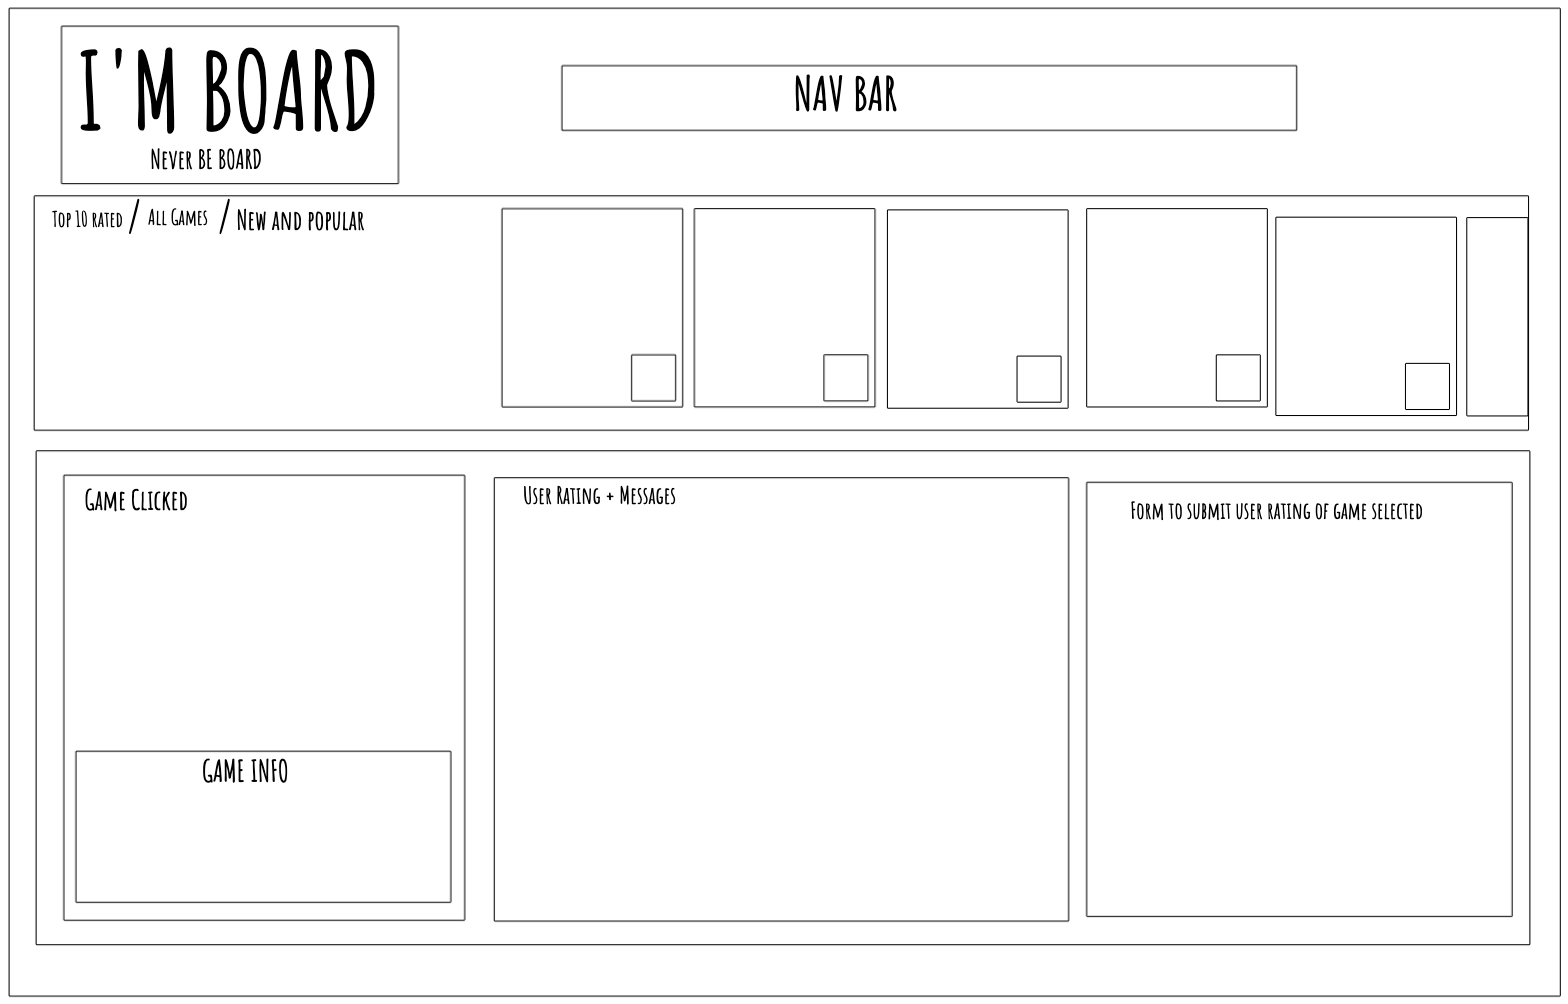 I'M BOARD
Never BE BOARD
NAV BAR
Top 10 rated / All Games / New and popular
Game Clicked
User Rating + Messages
Form to submit user rating of game selected
GAME INFO